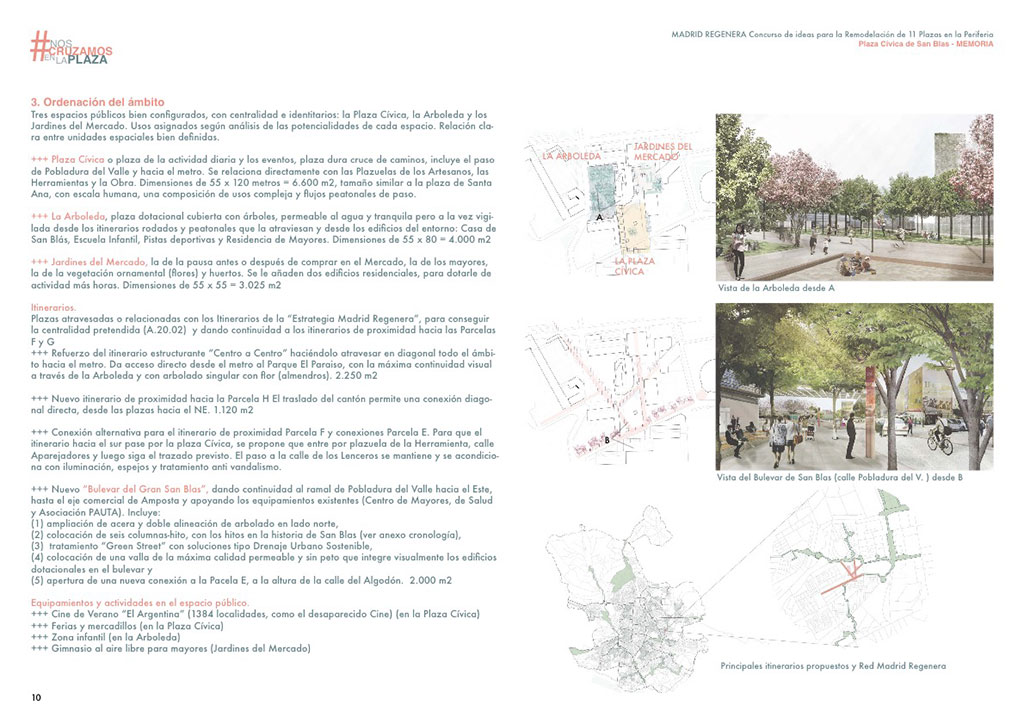 #NOS
CRUZAMOS
EN LAPLAZA
MADRID REGENERA Concurso de ideas para la Remodelación de 11 Plazas en la Periferia
Plaza Cívica de San Blas - MEMORIA
3. Ordenación del ámbito
Tres espacios públicos bien configurados, con centralidad e identitarios: la Plaza Cívica, la Arboleda y los
Jardines del Mercado. Usos asignados según análisis de las potencialidades de cada espacio. Relación cla-
ra entre unidades espaciales bien definidas.
+++ Plaza Cívica o plaza de la actividad diaria y los eventos, plaza dura cruce de caminos, incluye el paso
de Pobladura del Valle y hacia el metro. Se relaciona directamente con las Plazuelas de los Artesanos, las
Herramientas y la Obra. Dimensiones de 55 x 120 metros = 6.600 m2, tamaño similar a la plaza de Santa
Ana, con escala humana, una composición de usos compleja y flujos peatonales de paso.
+++ La Arboleda, plaza dotacional cubierta con árboles, permeable al agua y tranquila pero a la vez vigi-
lada desde los itinerarios rodados y peatonales que la atraviesan y desde los edificios del entorno: Casa de
San Blás, Escuela Infantil, Pistas deportivas y Residencia de Mayores. Dimensiones de 55 x 80 = 4.000 m2
+++ Jardines del Mercado, la de la pausa antes o después de comprar en el Mercado, la de los mayores,
la de la vegetación ornamental (flores) y huertos. Se le añaden dos edificios residenciales, para dotarle de
actividad más horas. Dimensiones de 55 x 55 = 3.025 m2
Itinerarios.
Plazas atravesadas o relacionadas con los Itinerarios de la "Estrategia Madrid Regenera", para conseguir
la centralidad pretendida (A.20.02) y dando continuidad a los itinerarios de proximidad hacia las Parcelas
F y G
+++ Refuerzo del itinerario estructurante "Centro a Centro" haciéndolo atravesar en diagonal todo el ámbi-
to hacia el metro. Da acceso directo desde el metro al Parque El Paraiso, con la máxima continuidad visual
a través de la Arboleda y con arbolado singular con flor (almendros). 2.250 m2
+++ Nuevo itinerario de proximidad hacia la Parcela H El traslado del cantón permite una conexión diago-
nal directa, desde las plazas hacia el NE. 1.120 m2
+++ Conexión alternativa para el itinerario de proximidad Parcela F y conexiones Parcela E. Para que el
itinerario hacia el sur pase por la plaza Cívica, se propone que entre por plazuela de la Herramienta, calle
Aparejadores y luego siga el trazado previsto. El paso a la calle de los Lenceros se mantiene y se acondicio-
na con iluminación, espejos y tratamiento anti vandalismo.
+++ Nuevo "Bulevar del Gran San Blas", dando continuidad al ramal de Pobladura del Valle hacia el Este,
hasta el eje comercial de Amposta y apoyando los equipamientos existentes (Centro de Mayores, de Salud
y Asociación PAUTA). Incluye:
(1) ampliación de acera y doble alineación de arbolado en lado norte,
(2) colocación de seis columnas-hito, con los hitos en la historia de San Blas (ver anexo cronología),
(3) tratamiento "Green Street" con soluciones tipo Drenaje Urbano Sostenible,
(4) colocación de una valla de la máxima calidad permeable y sin peto que integre visualmente los edificios
dotacionales en el bulevar y
(5) apertura de una nueva conexión a la Pacela E, a la altura de la calle del Algodón. 2.000 m2
Equipamientos y actividades en el espacio público.
+++ Cine de Verano "El Argentina" (1384 localidades, como el desaparecido Cine) (en la Plaza Cívica)
+++ Ferias y mercadillos (en la Plaza Cívica)
+++ Zona infantil (en la Arboleda)
+++ Gimnasio al aire libre para mayores (Jardines del Mercado)
10
LA ARBOLEDA
JARDINES DEL
MERCADO
A
LA PLAZA
CÍVICA
Vista de la Arboleda desde A
B
Vista del Bulevar de San Blas (calle Pobladura del V. ) desde B
Principales itinerarios propuestos y Red Madrid Regenera